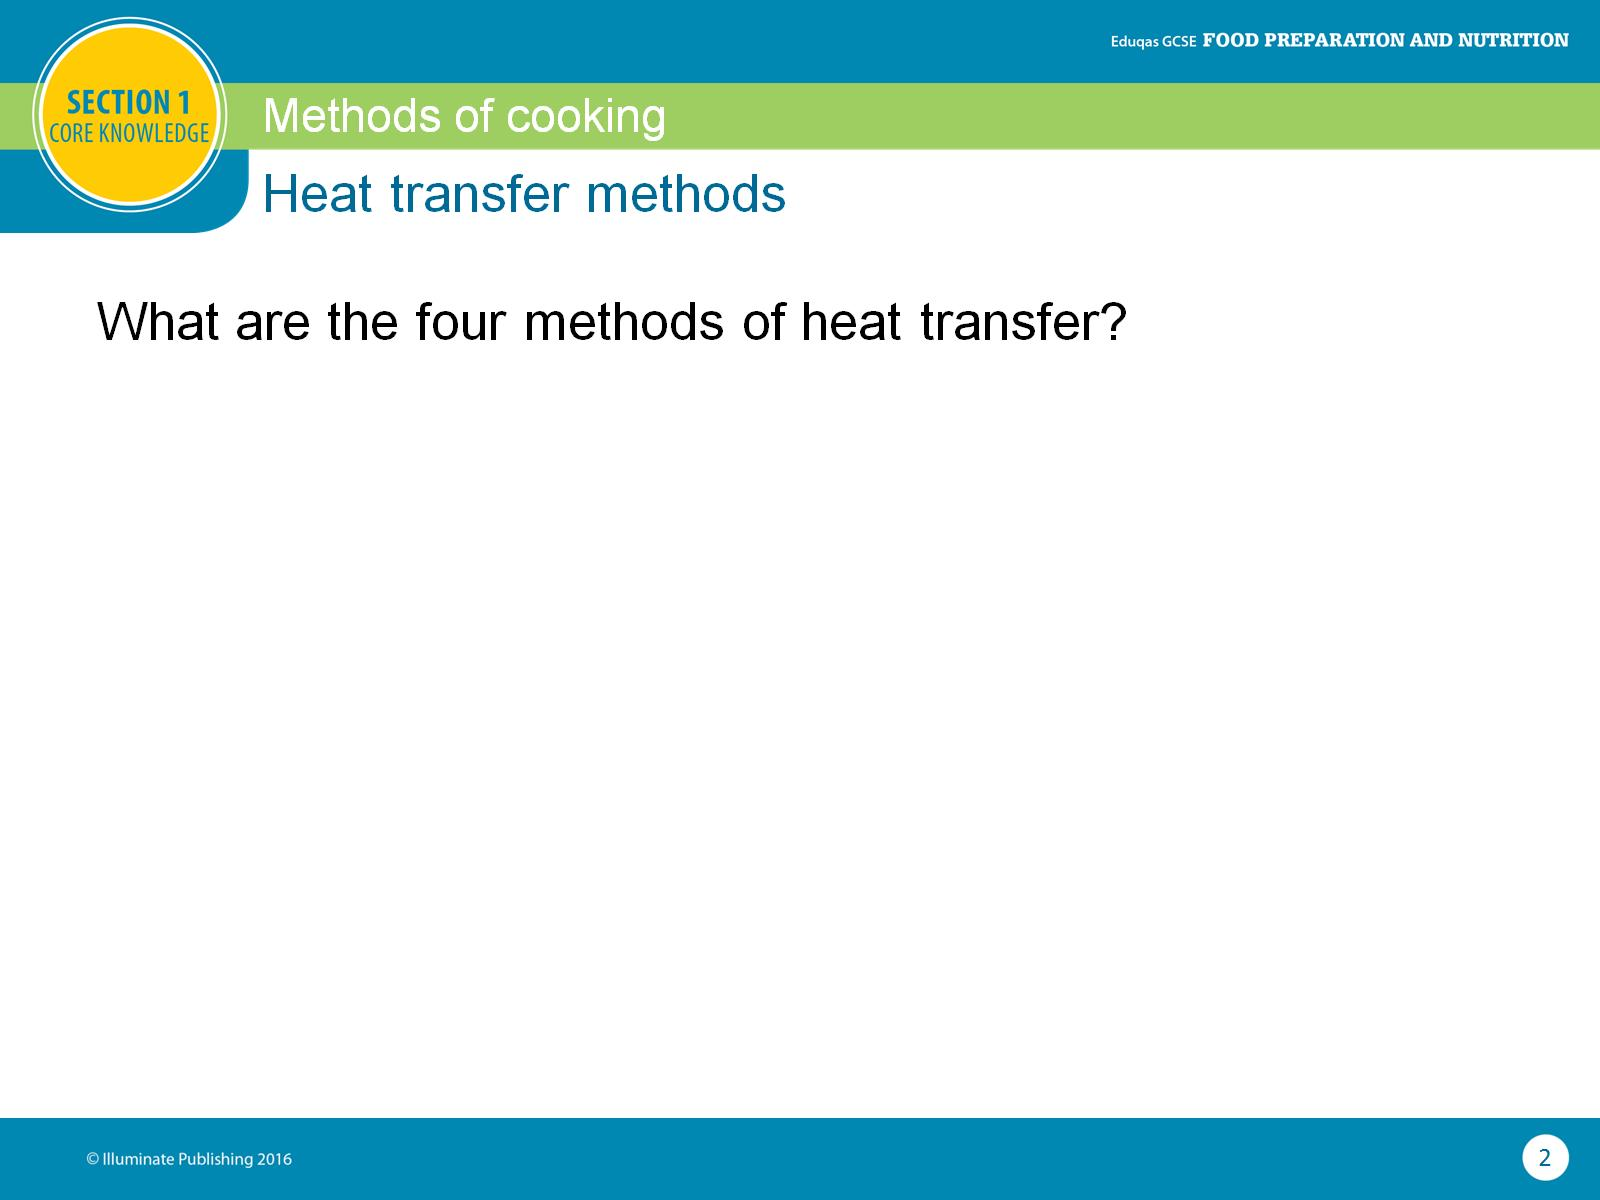 Eduqas GCSE FOOD PREPARATION AND NUTRITION
SECTION 1
CORE KNOWLEDGE
Methods of cooking
Heat transfer methods
What are the four methods of heat transfer?
© Illuminate Publishing 2016
2